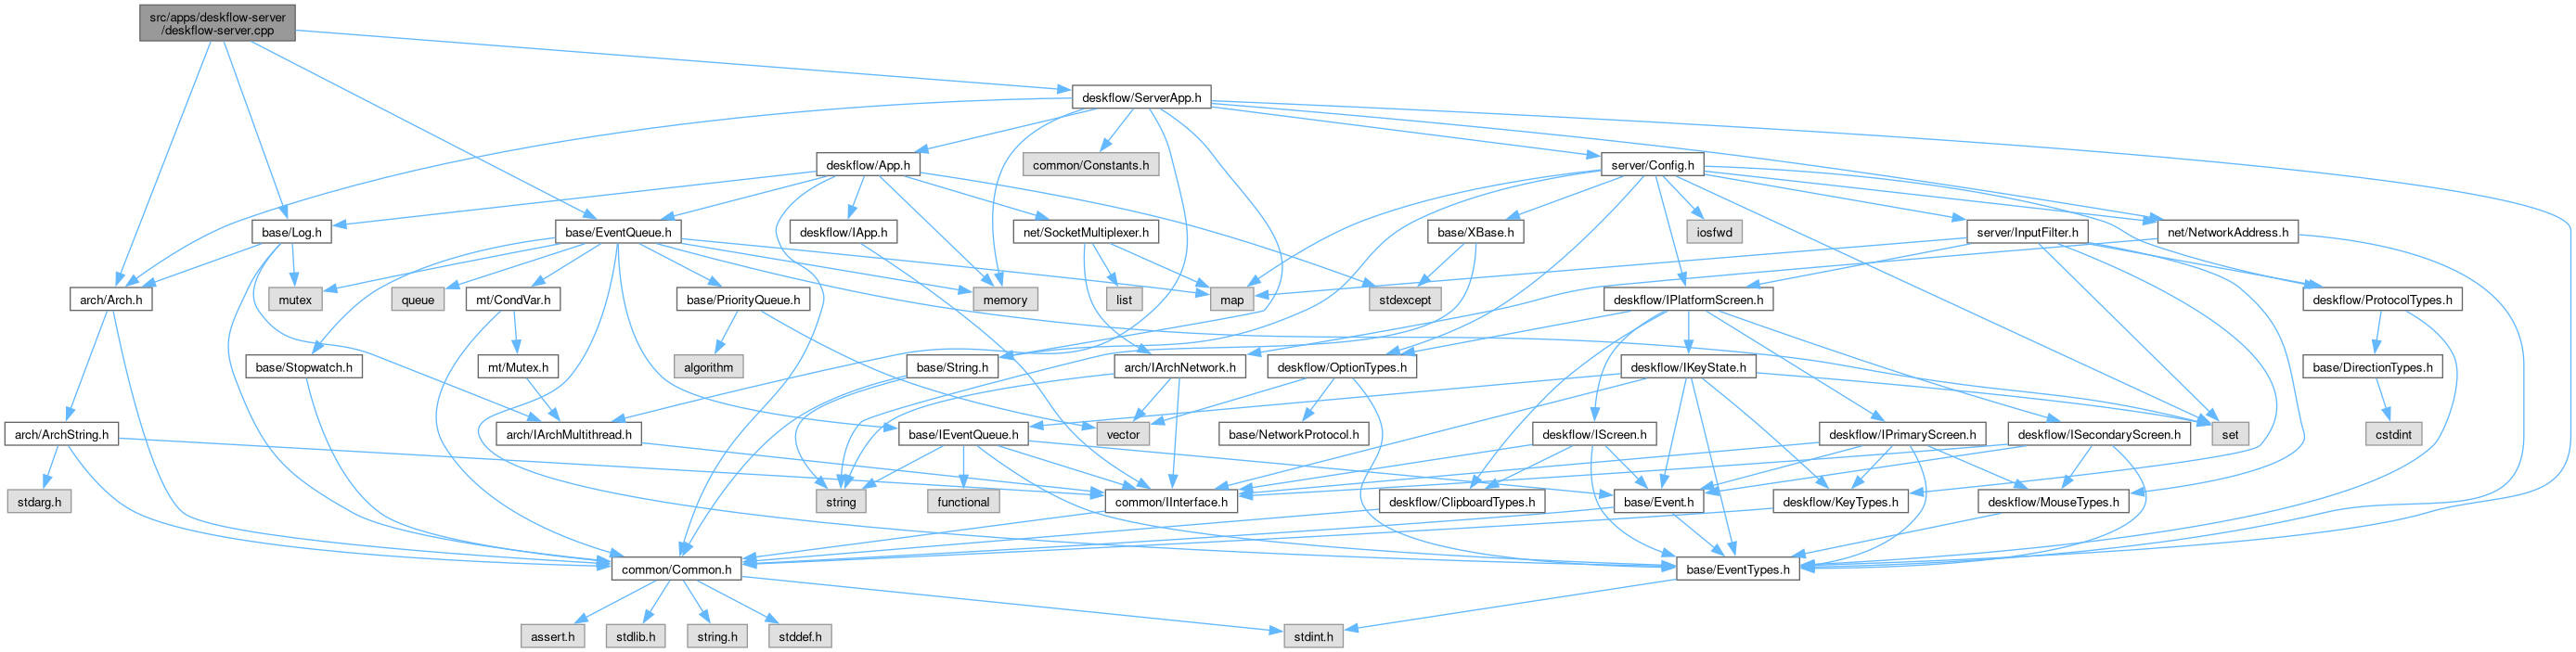 src/apps/deskflow-server
/deskflow-server.cpp
deskflow/ServerApp.h
deskflow/App.h
common/Constants.h
server/Config.h
base/Log.h
base/EventQueue.h
deskflow/IApp.h
net/SocketMultiplexer.h
base/XBase.h
iosfwd
server/InputFilter.h
net/NetworkAddress.h
arch/Arch.h
mutex
queue
mt/CondVar.h
base/PriorityQueue.h
memory
list
map
stdexcept
deskflow/IPlatformScreen.h
deskflow/ProtocolTypes.h
base/Stopwatch.h
mt/Mutex.h
algorithm
base/String.h
arch/IArchNetwork.h
deskflow/OptionTypes.h
deskflow/IKeyState.h
base/DirectionTypes.h
arch/ArchString.h
arch/IArchMultithread.h
base/IEventQueue.h
vector
base/NetworkProtocol.h
deskflow/IScreen.h
deskflow/IPrimaryScreen.h
deskflow/ISecondaryScreen.h
set
cstdint
stdarg.h
string
functional
common/IInterface.h
deskflow/ClipboardTypes.h
base/Event.h
deskflow/KeyTypes.h
deskflow/MouseTypes.h
common/Common.h
base/EventTypes.h
assert.h
stdlib.h
string.h
stddef.h
stdint.h